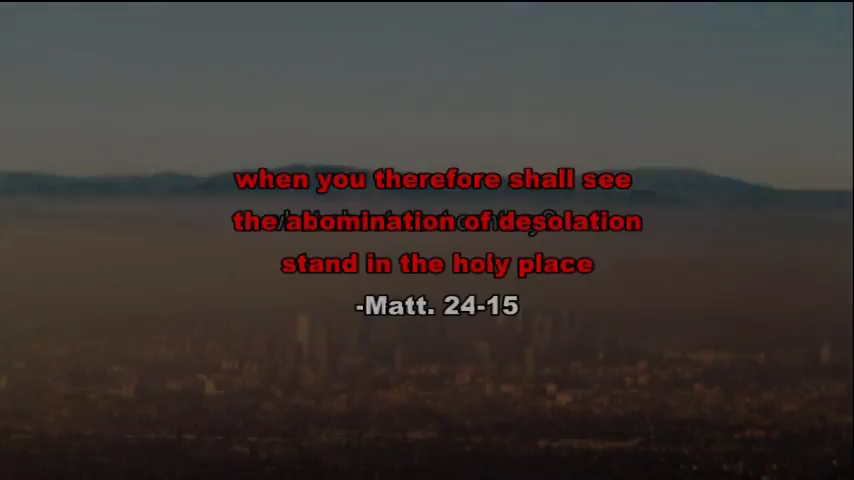 when you therefore shall see
the abomination of desolation
stand in the holy place
-Matt. 24-15